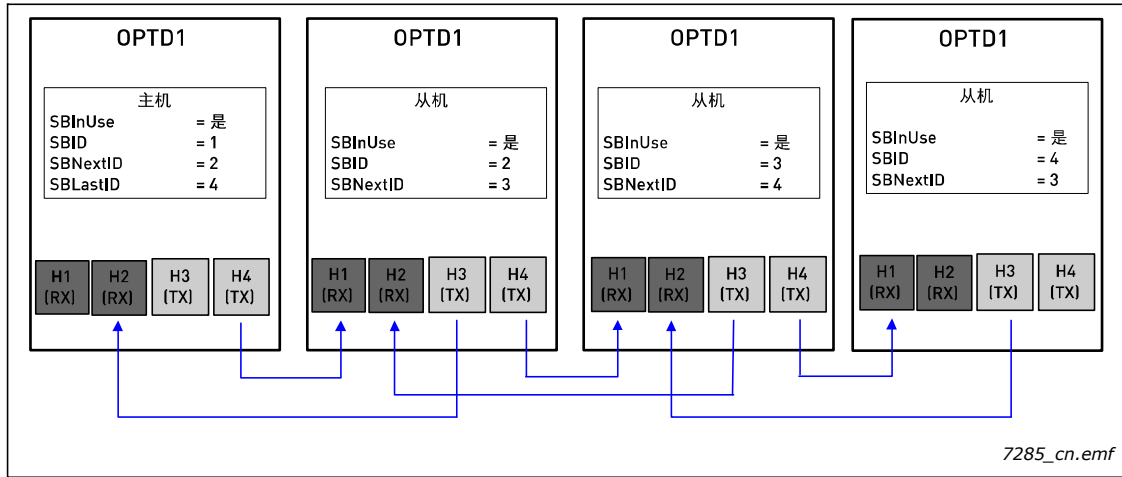 OPTD1
主机
SBInUse = 是
SBID = 1
SBNextID = 2
SBLastID = 4
H1 (RX)
H2 (RX)
H3 (TX)
H4 (TX)
OPTD1
从机
SBInUse = 是
SBID = 2
SBNextID = 3
H1 (RX)
H2 (RX)
H3 (TX)
H4 (TX)
OPTD1
从机
SBInUse = 是
SBID = 3
SBNextID = 4
H1 (RX)
H2 (RX)
H3 (TX)
H4 (TX)
OPTD1
从机
SBInUse = 是
SBID = 4
SBNextID = 3
H1 (RX)
H2 (RX)
H3 (TX)
H4 (TX)
7285_cn.emf